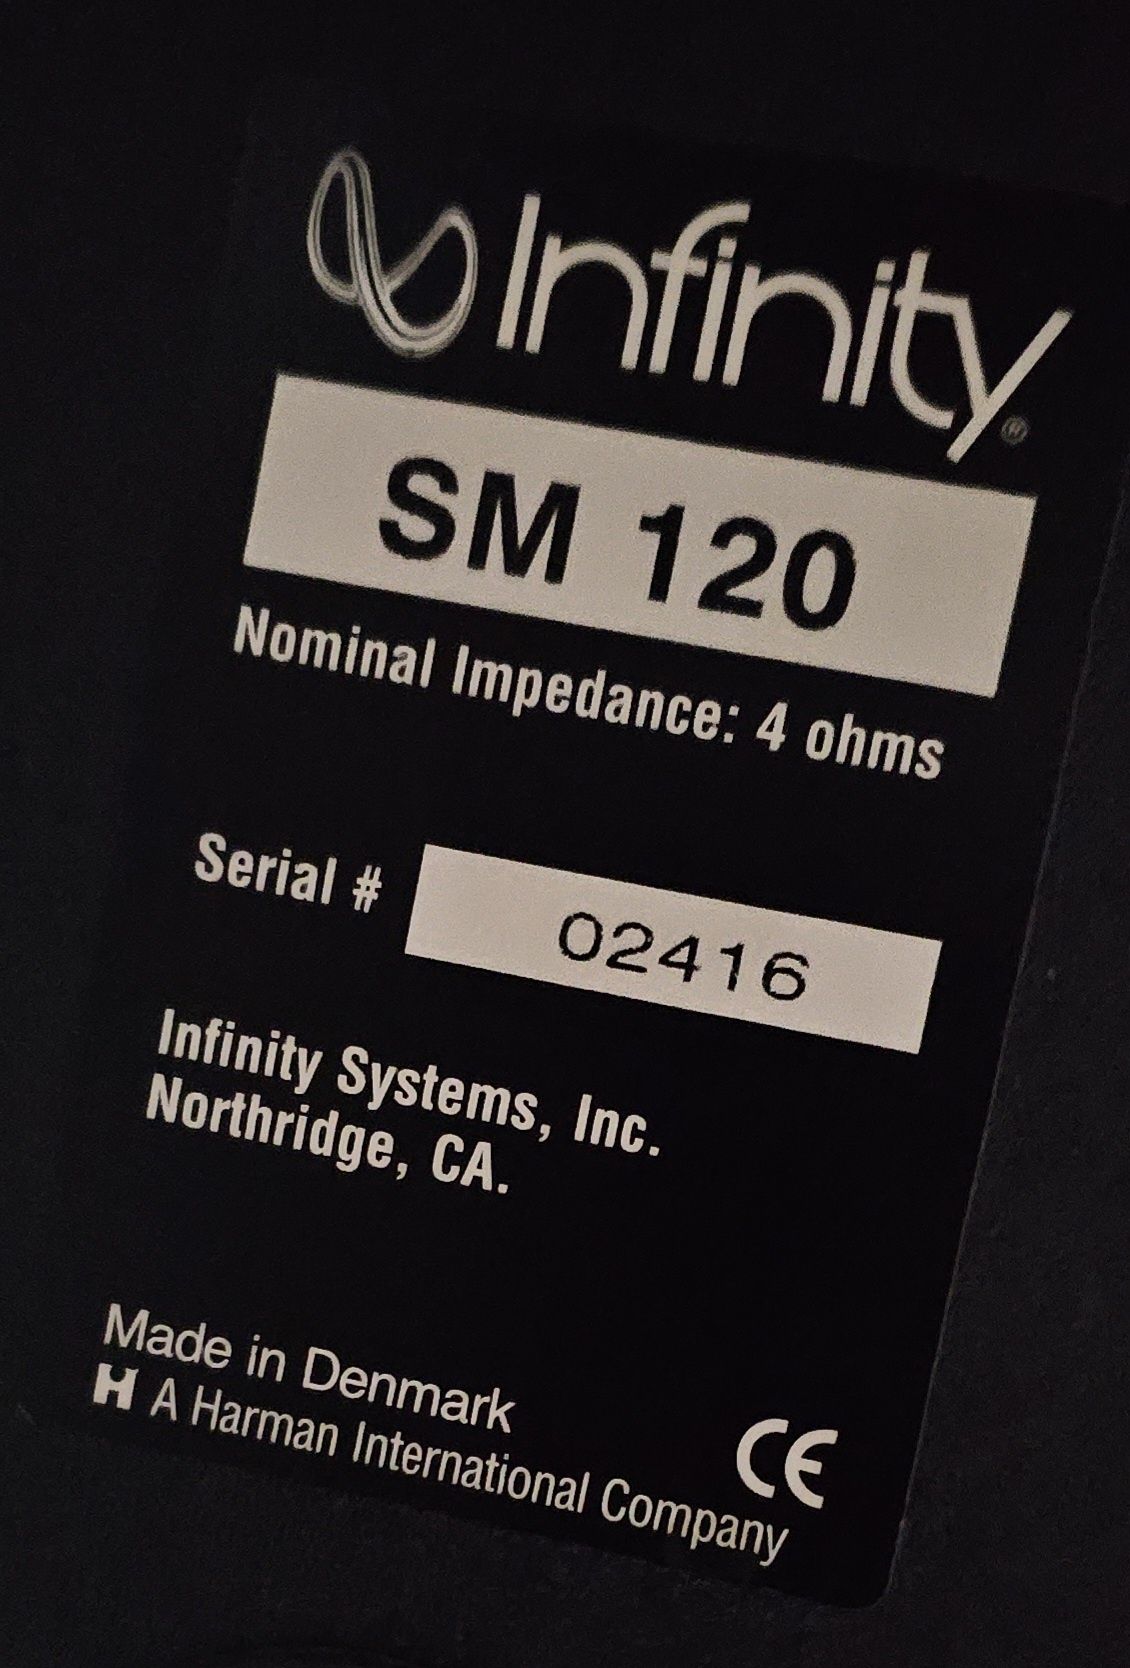 Infinity®
SM 120
Nominal Impedance: 4 ohms
Serial # 02416
Infinity Systems, Inc.
Northridge, CA.
Made in Denmark
H A Harman International Company
CE